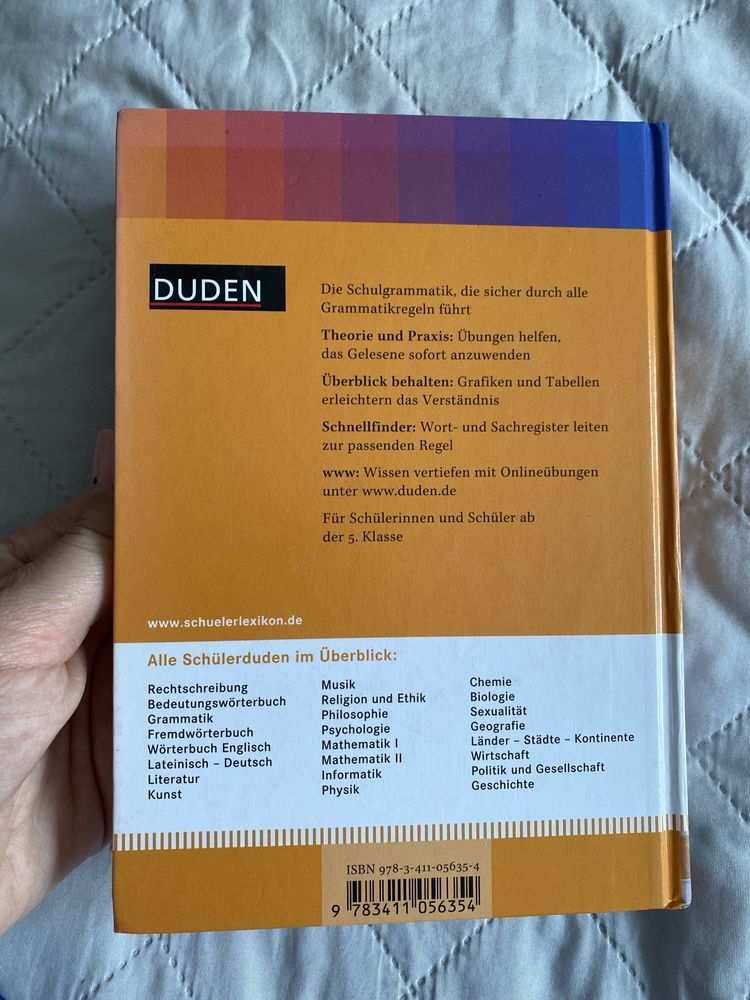 DUDEN
Die Schulgrammatik, die sicher durch alle
Grammatikregeln führt
Theorie und Praxis: Übungen helfen,
das Gelesene sofort anzuwenden
Überblick behalten: Grafiken und Tabellen
erleichtern das Verständnis
Schnellfinder: Wort- und Sachregister leiten
zur passenden Regel
www: Wissen vertiefen mit Onlineübungen
unter www.duden.de
Für Schülerinnen und Schüler ab
der 5. Klasse
www.schuelerlexikon.de
Alle Schülerduden im Überblick:
Rechtschreibung
Bedeutungswörterbuch
Grammatik
Fremdwörterbuch
Wörterbuch Englisch
Lateinisch – Deutsch
Literatur
Kunst
Musik
Religion und Ethik
Philosophie
Psychologie
Mathematik I
Mathematik II
Informatik
Physik
Chemie
Biologie
Sexualität
Geografie
Länder – Städte – Kontinente
Wirtschaft
Politik und Gesellschaft
Geschichte
ISBN 978-3-411-05635-4
9 783411 056354